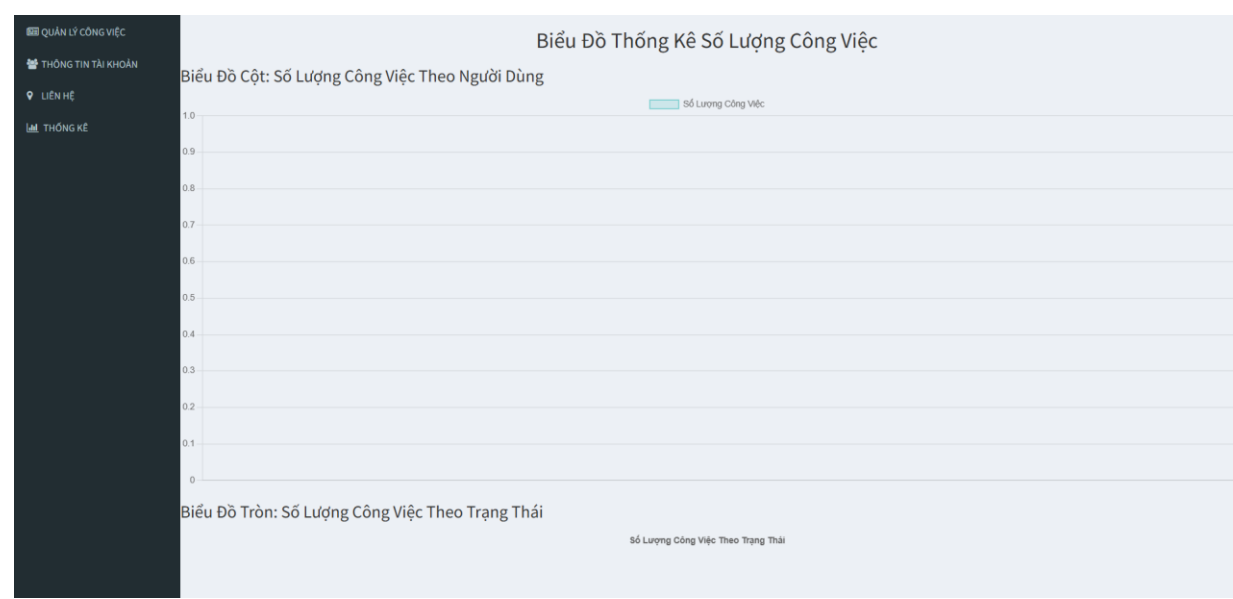 QUẢN LÝ CÔNG VIỆC
THÔNG TIN TÀI KHOẢN
LIÊN HỆ
THỐNG KÊ
Biểu Đồ Thống Kê Số Lượng Công Việc
Biểu Đồ Cột: Số Lượng Công Việc Theo Người Dùng
Số Lượng Công Việc
1.0
0.9
0.8
0.7
0.6
0.5
0.4
0.3
0.2
0.1
0
Biểu Đồ Tròn: Số Lượng Công Việc Theo Trạng Thái
Số Lượng Công Việc Theo Trạng Thái